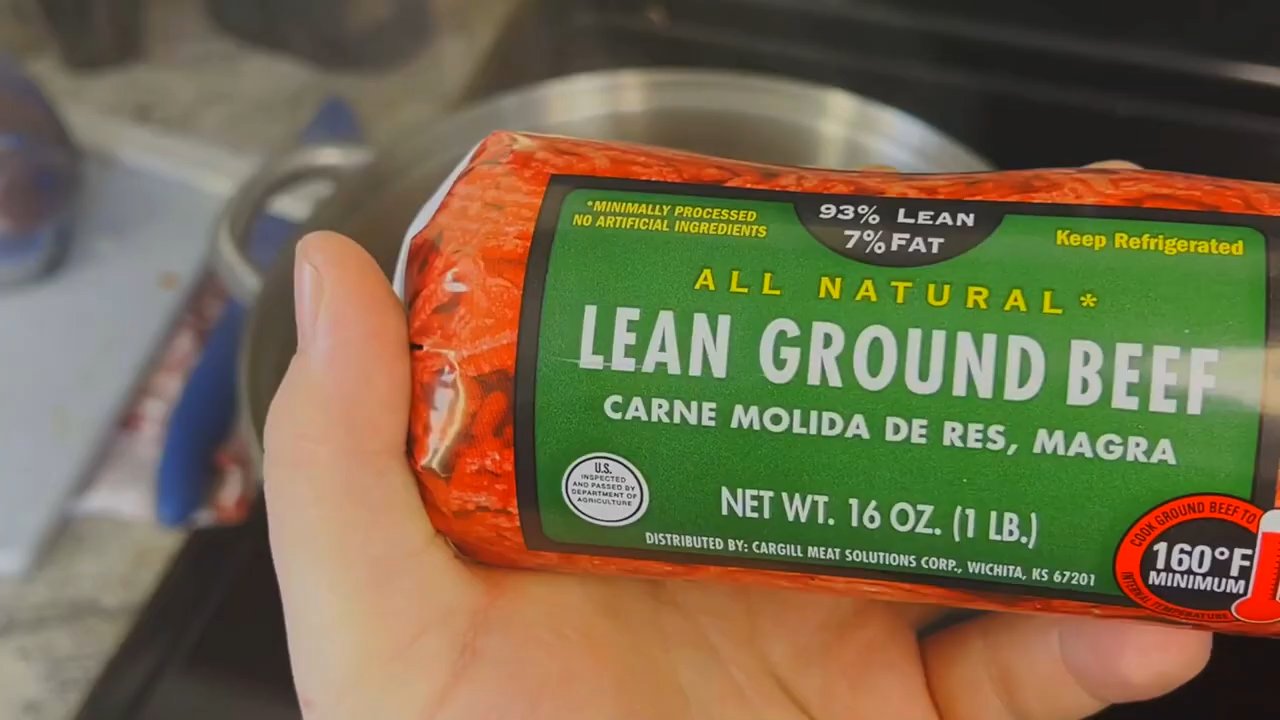 *MINIMALLY PROCESSED
NO ARTIFICIAL INGREDIENTS
93% LEAN
7% FAT
Keep Refrigerated
ALL NATURAL*
LEAN GROUND BEEF
CARNE MOLIDA DE RES, MAGRA
U.S.
INSPECTED
AND PASSED BY
DEPARTMENT OF
AGRICULTURE
NET WT. 16 OZ. (1 LB.)
DISTRIBUTED BY: CARGILL MEAT SOLUTIONS CORP., WICHITA, KS 67201
COOK GROUND BEEF TO
160°F
MINIMUM
INTERNAL TEMPERATURE